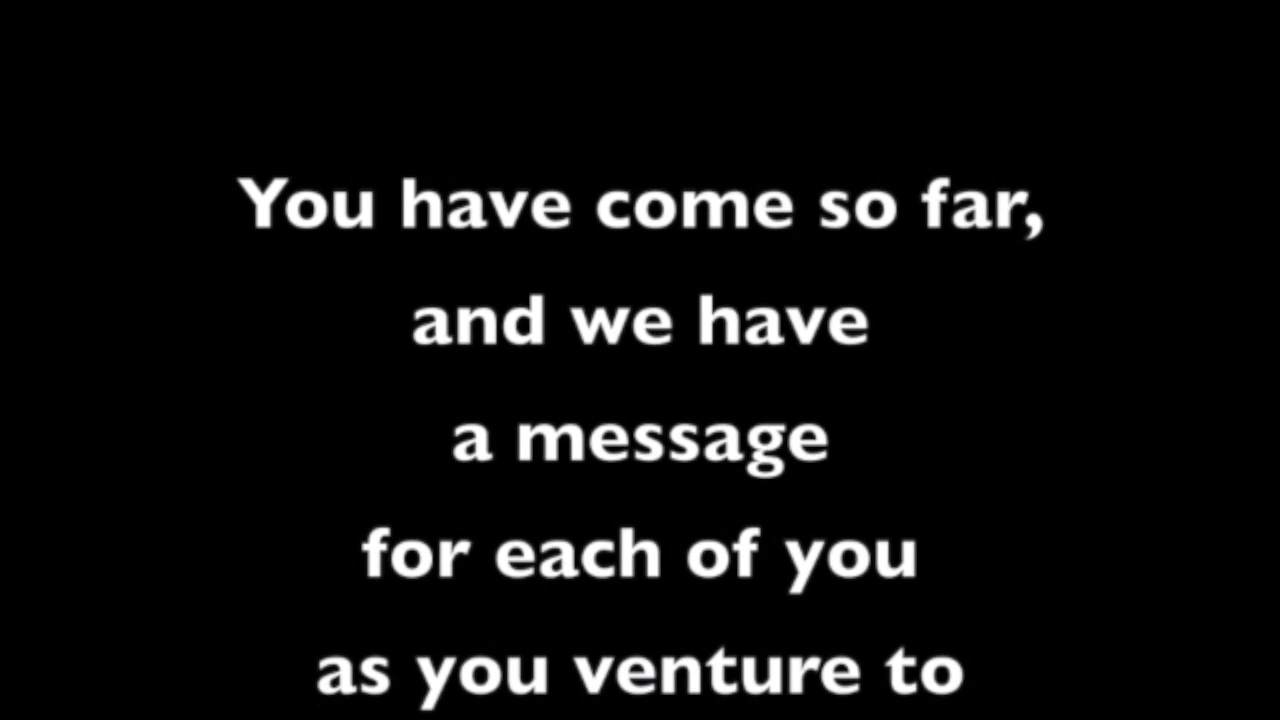 You have come so far,
and we have
a message
for each of you
as you venture to